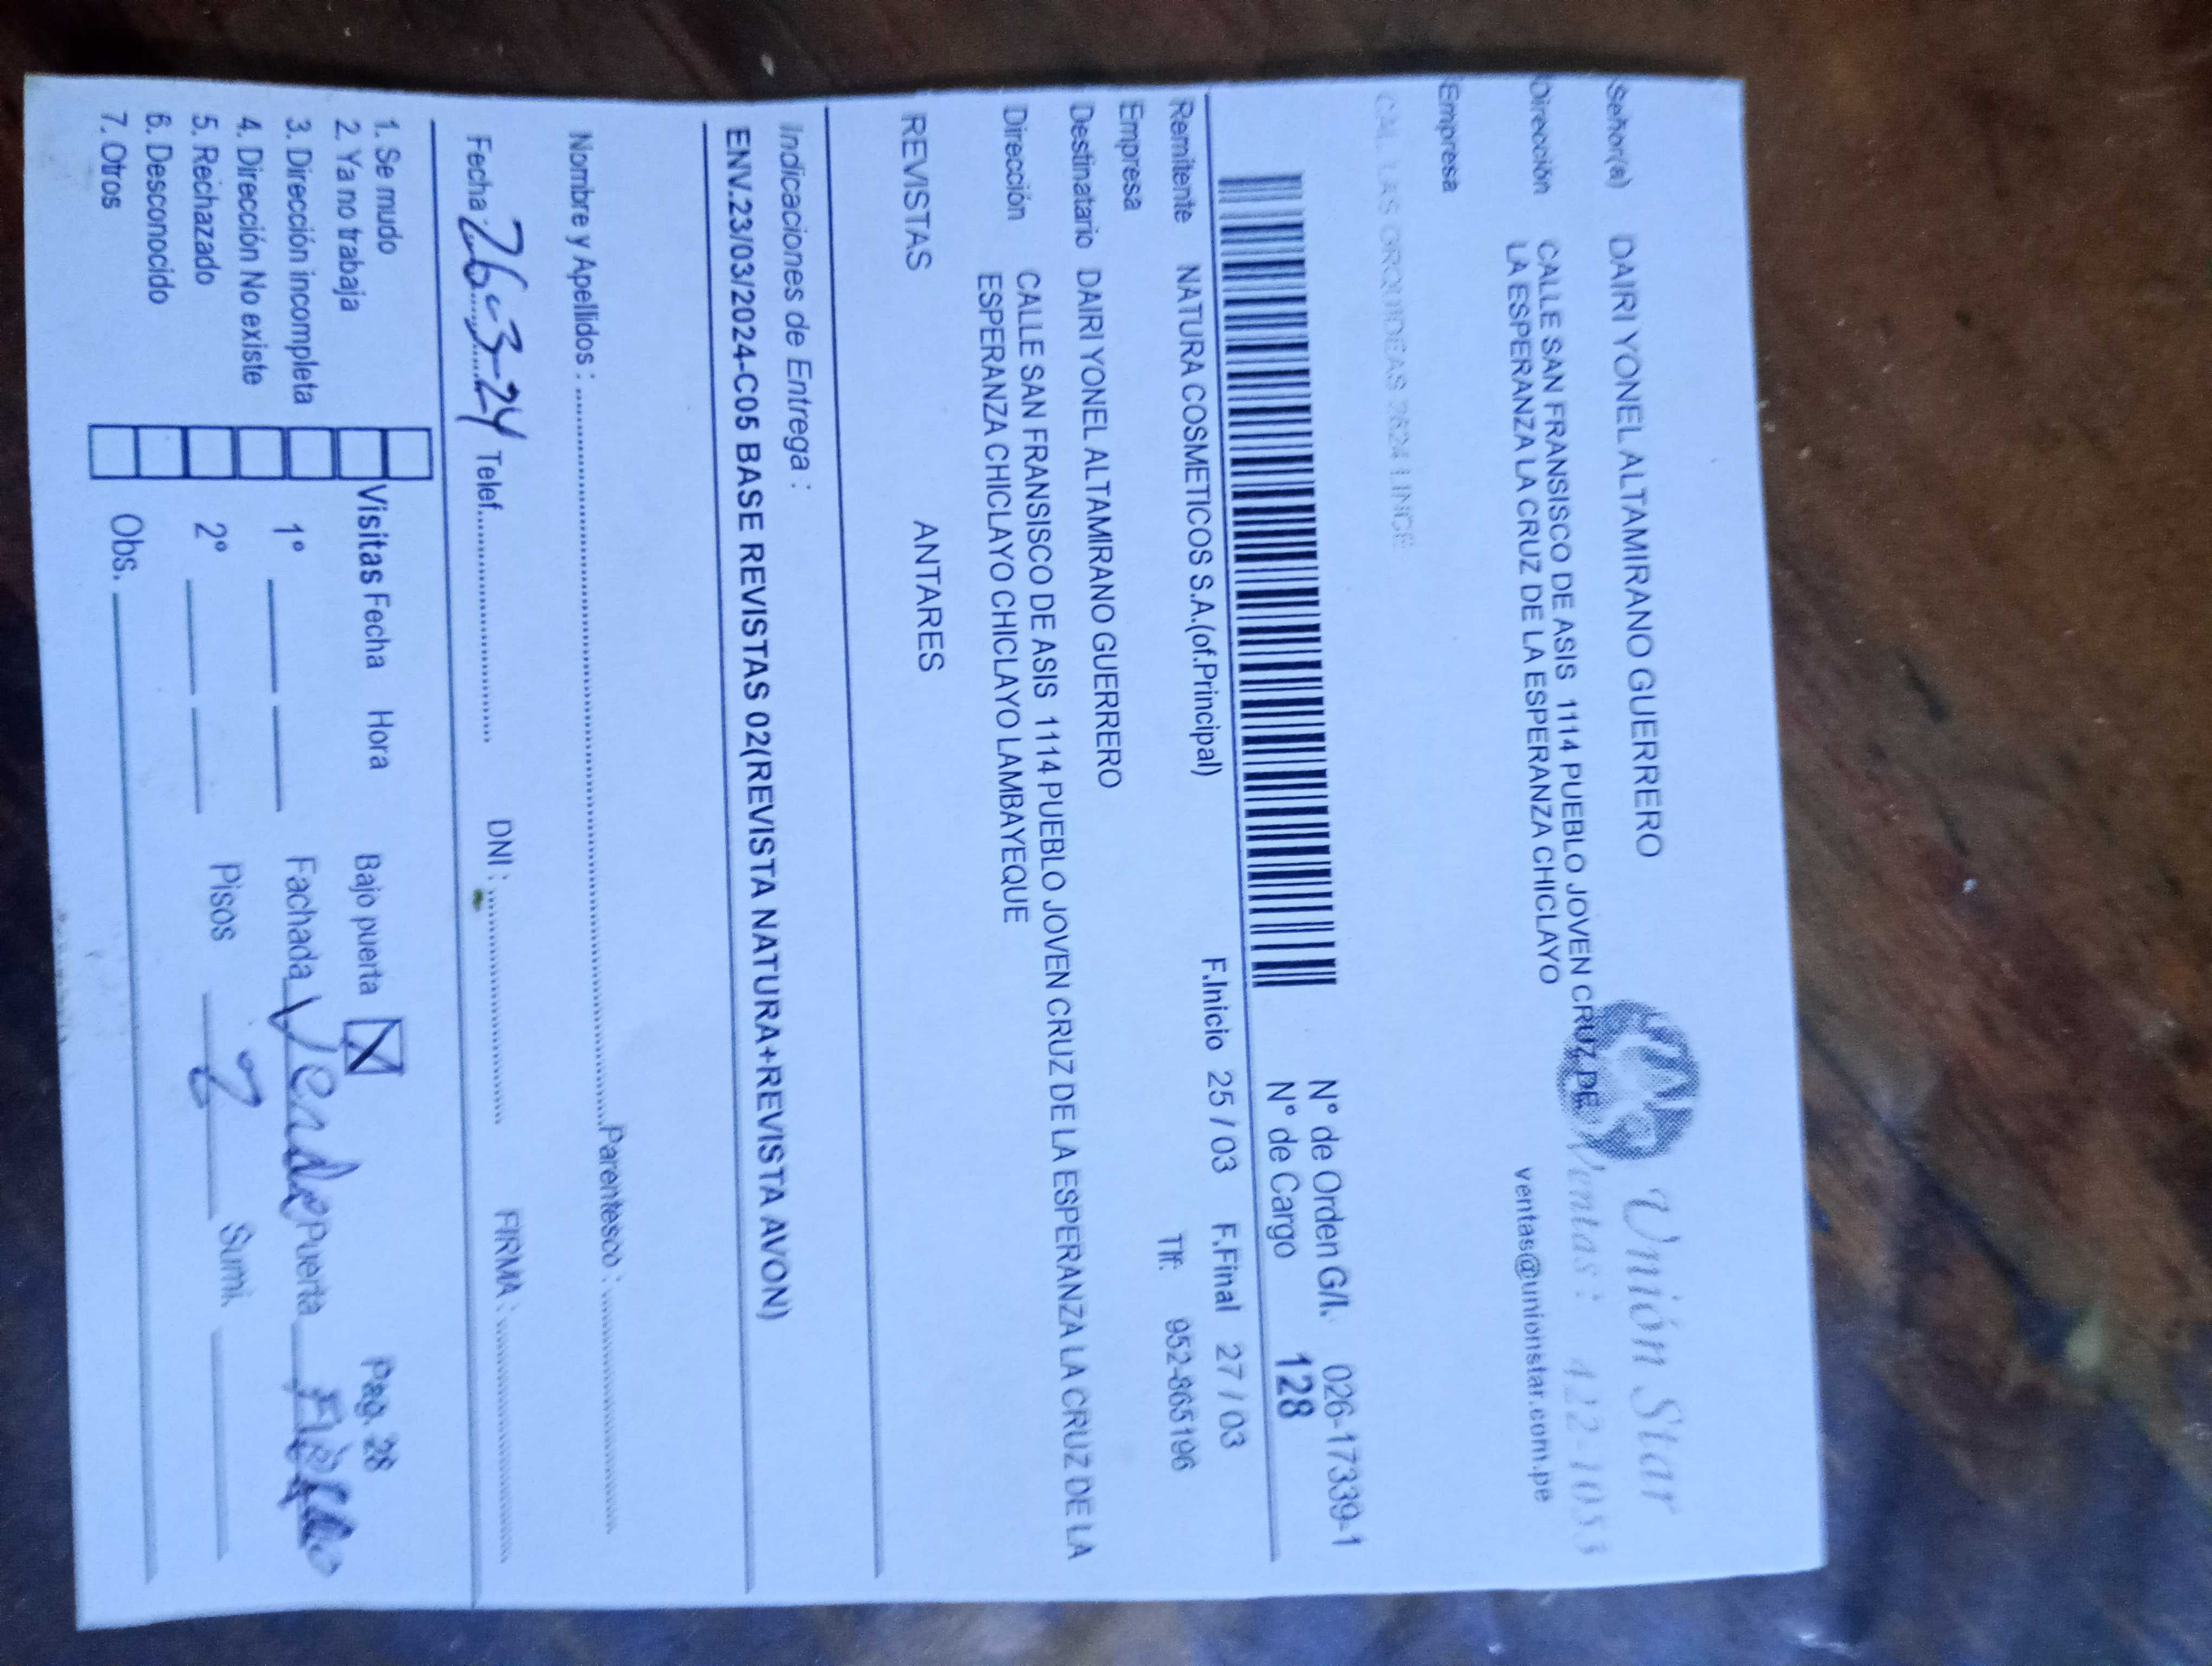 Señor(a) DAIRI YONEL ALTAMIRANO GUERRERO
Unión Star
Dirección CALLE SAN FRANSISCO DE ASIS 1114 PUEBLO JOVEN CRUZ DE
LA ESPERANZA LA CRUZ DE LA ESPERANZA CHICLAYO
Ventas: 422-1053
ventas@unionstar.com.pe
Empresa
CAL. LAS ORQUIDEAS 2624 LINCE
N° de Orden G/I. 026-17339-1
N° de Cargo 128
Remitente NATURA COSMETICOS S.A.(of.Principal) F.Inicio 25 / 03 F.Final 27 / 03
Empresa Tlf: 952-865196
Destinatario DAIRI YONEL ALTAMIRANO GUERRERO
Dirección CALLE SAN FRANSISCO DE ASIS 1114 PUEBLO JOVEN CRUZ DE LA ESPERANZA LA CRUZ DE LA
ESPERANZA CHICLAYO CHICLAYO LAMBAYEQUE
REVISTAS ANTARES
Indicaciones de Entrega :
ENV.23/03/2024-C05 BASE REVISTAS 02(REVISTA NATURA+REVISTA AVON)
Nombre y Apellidos : Parentesco :
Fecha: 26-3-24 Telef. DNI : FIRMA :
1. Se mudo
2. Ya no trabaja
3. Dirección incompleta
4. Dirección No existe
5. Rechazado
6. Desconocido
7. Otros
Visitas Fecha Hora
1º
2º
Obs.
Bajo puerta X Pag. 28
Fachada Verde Puerta
Pisos 2 Sumi.